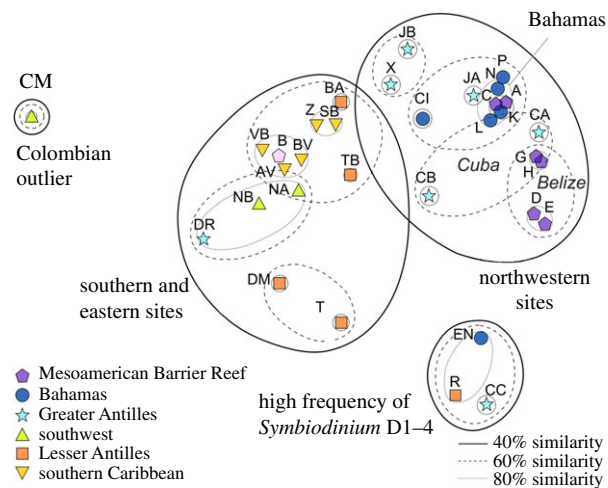 Bahamas
JB
X
P
N
JA
C
A
K
L
CI
CA
Cuba
G
H
Belize
CB
D
E
northwestern
sites
CM
Colombian
outlier
BA
Z
SB
VB
B
BV
AV
TB
NB
NA
DR
DM
T
southern and
eastern sites
EN
R
CC
high frequency of
Symbiodinium D1–4
Mesoamerican Barrier Reef
Bahamas
Greater Antilles
southwest
Lesser Antilles
southern Caribbean
40% similarity
60% similarity
80% similarity